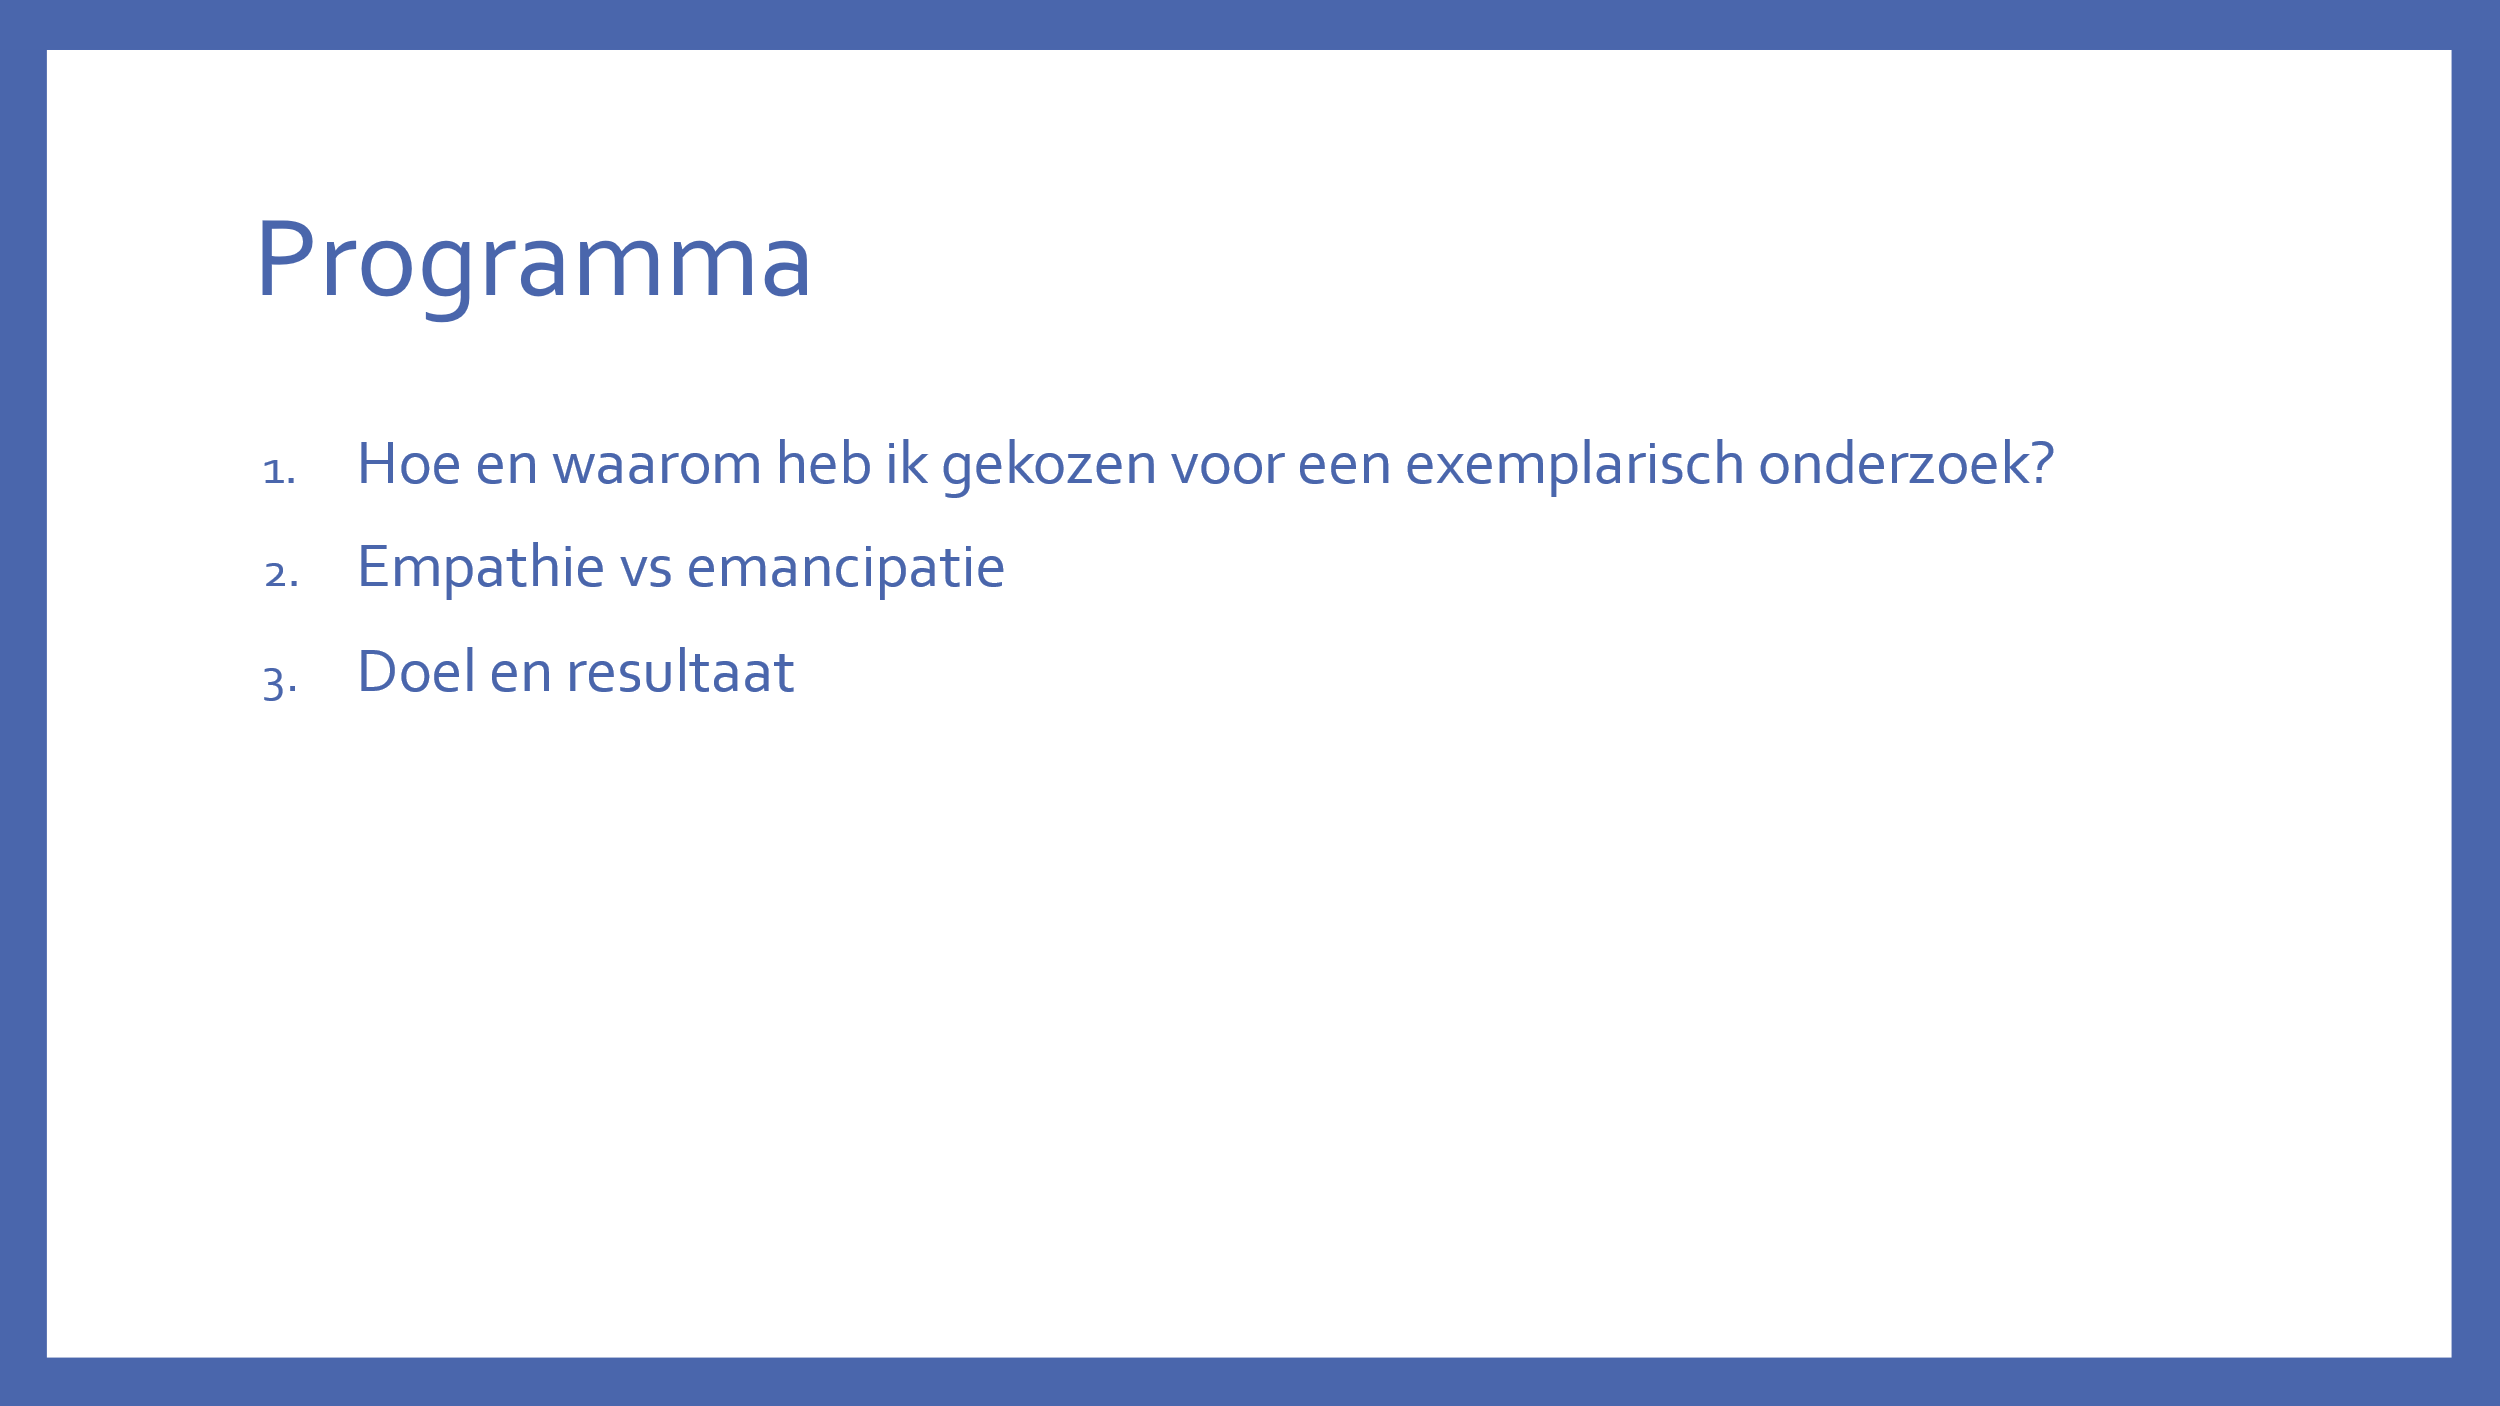 Programma
1. Hoe en waarom heb ik gekozen voor een exemplarisch onderzoek?
2. Empathie vs emancipatie
3. Doel en resultaat